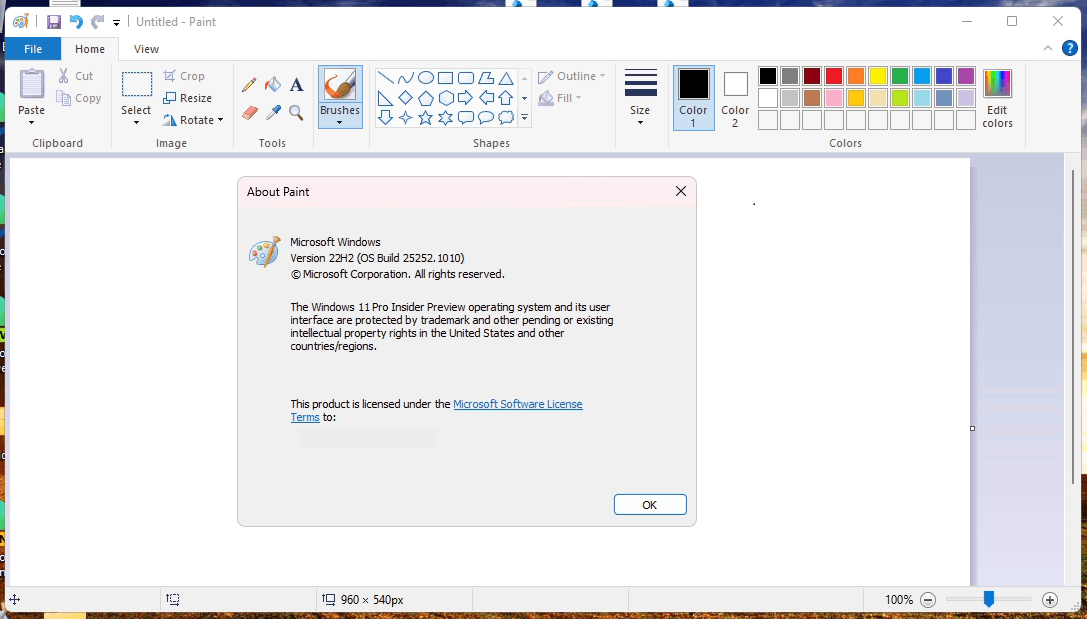 Untitled - Paint
File
Home
View
?
Paste
Cut
Copy
Clipboard
Select
Crop
Resize
Rotate
Image
A
Tools
Brushes
Outline
Fill
Shapes
Size
Color
1
Color
2
Edit
colors
Colors
About Paint
Microsoft Windows
Version 22H2 (OS Build 25252.1010)
© Microsoft Corporation. All rights reserved.
The Windows 11 Pro Insider Preview operating system and its user
interface are protected by trademark and other pending or existing
intellectual property rights in the United States and other
countries/regions.
This product is licensed under the Microsoft Software License
Terms to:
OK
960 × 540px
100%